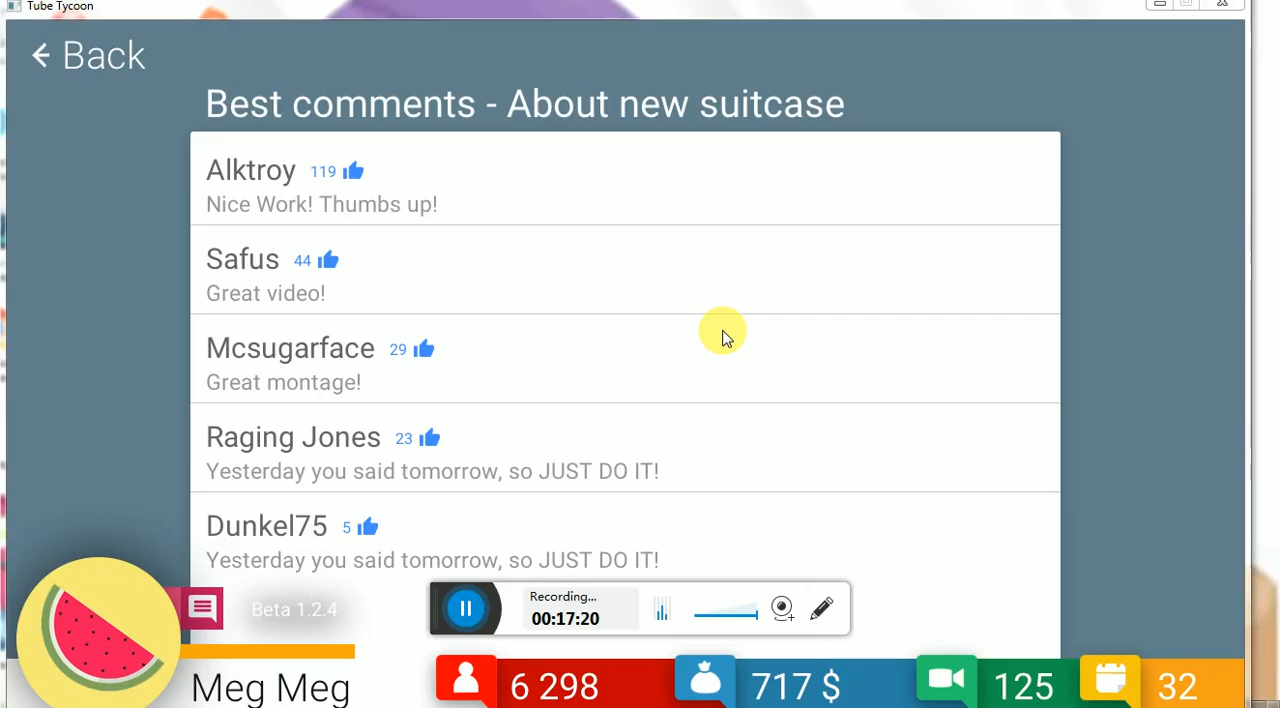 Tube Tycoon
Back
Best comments - About new suitcase
Alktroy 119
Nice Work! Thumbs up!
Safus 44
Great video!
Mcsugarface 29
Great montage!
Raging Jones 23
Yesterday you said tomorrow, so JUST DO IT!
Dunkel75 5
Yesterday you said tomorrow, so JUST DO IT!
Beta 1.2.4
Recording...
00:17:20
Meg Meg
6 298
717 $
125
32